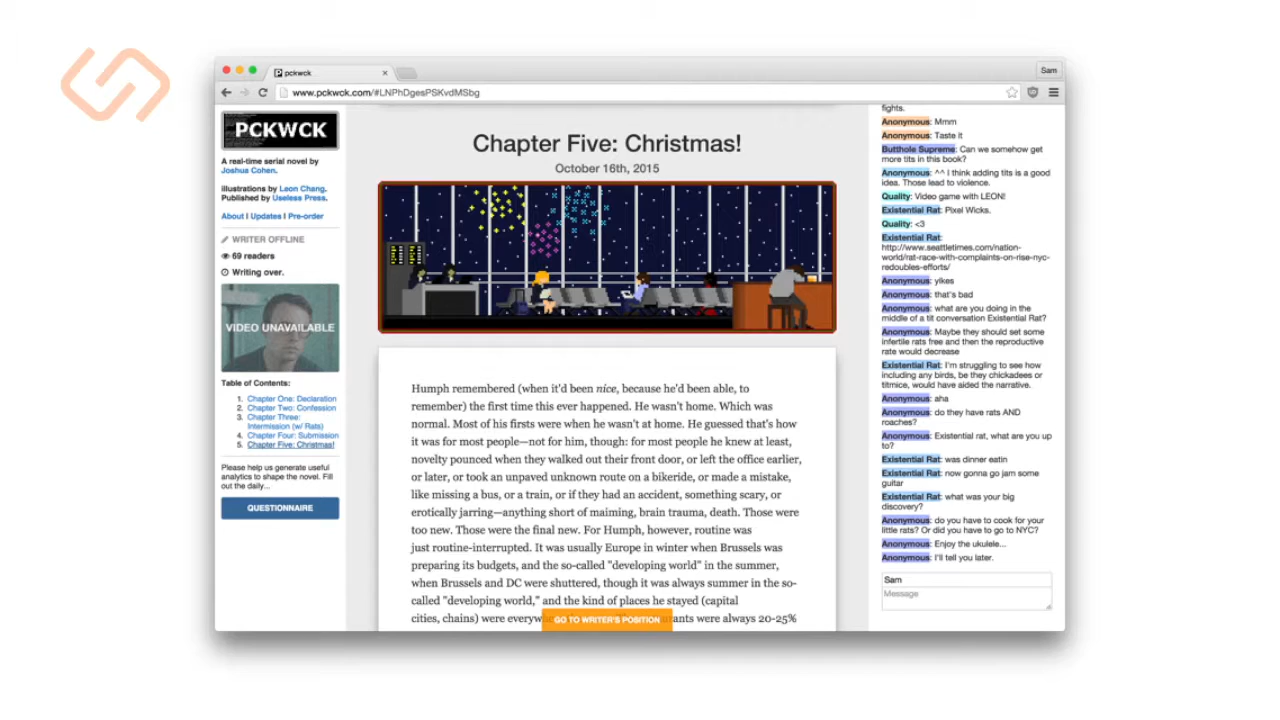 pckwck
Sam
www.pckwck.com/#LNPhDgesPSKvdMSbg
PCKWCK
A real-time serial novel by
Joshua Cohen.
illustrations by Leon Chang.
Published by Useless Press.
About | Updates | Pre-order
WRITER OFFLINE
69 readers
Writing over.
VIDEO UNAVAILABLE
Table of Contents:
1. Chapter One: Declaration
2. Chapter Two: Confession
3. Chapter Three:
Intermission (w/ Rats)
4. Chapter Four: Submission
5. Chapter Five: Christmas!
Please help us generate useful
analytics to shape the novel. Fill
out the daily...
QUESTIONNAIRE
Chapter Five: Christmas!
October 16th, 2015
Humph remembered (when it'd been nice, because he'd been able, to
remember) the first time this ever happened. He wasn't home. Which was
normal. Most of his firsts were when he wasn't at home. He guessed that's how
it was for most people—not for him, though: for most people he knew at least,
novelty pounced when they walked out their front door, or left the office earlier,
or later, or took an unpaved unknown route on a bikeride, or made a mistake,
like missing a bus, or a train, or if they had an accident, something scary, or
erotically jarring—anything short of maiming, brain trauma, death. Those were
too new. Those were the final new. For Humph, however, routine was
just routine-interrupted. It was usually Europe in winter when Brussels was
preparing its budgets, and the so-called "developing world" in the summer,
when Brussels and DC were shuttered, though it was always summer in the so-
called "developing world," and the kind of places he stayed (capital
cities, chains) were were always 20-25%
GO TO WRITER'S POSITION
fights.
Anonymous: Mmm
Anonymous: Taste it
Butthole Supreme: Can we somehow get
more tits in this book?
Anonymous: ^^ I think adding tits is a good
idea. Those lead to violence.
Quality: Video game with LEON!
Existential Rat: Pixel Wicks.
Quality: <3
Existential Rat:
http://www.seattletimes.com/nation-
world/rat-race-with-complaints-on-rise-nyc-
redoubles-efforts/
Anonymous: yikes
Anonymous: that's bad
Anonymous: what are you doing in the
middle of a tit conversation Existential Rat?
Anonymous: Maybe they should set some
infertile rats free and then the reproductive
rate would decrease
Existential Rat: I'm struggling to see how
including any birds, be they chickadees or
titmice, would have aided the narrative.
Anonymous: aha
Anonymous: do they have rats AND
roaches?
Anonymous: Existential rat, what are you up
to?
Existential Rat: was dinner eatin
Existential Rat: now gonna go jam some
guitar
Existential Rat: what was your big
discovery?
Anonymous: do you have to cook for your
little rats? Or did you have to go to NYC?
Anonymous: Enjoy the ukulele...
Anonymous: I'll tell you later.
Sam
Message